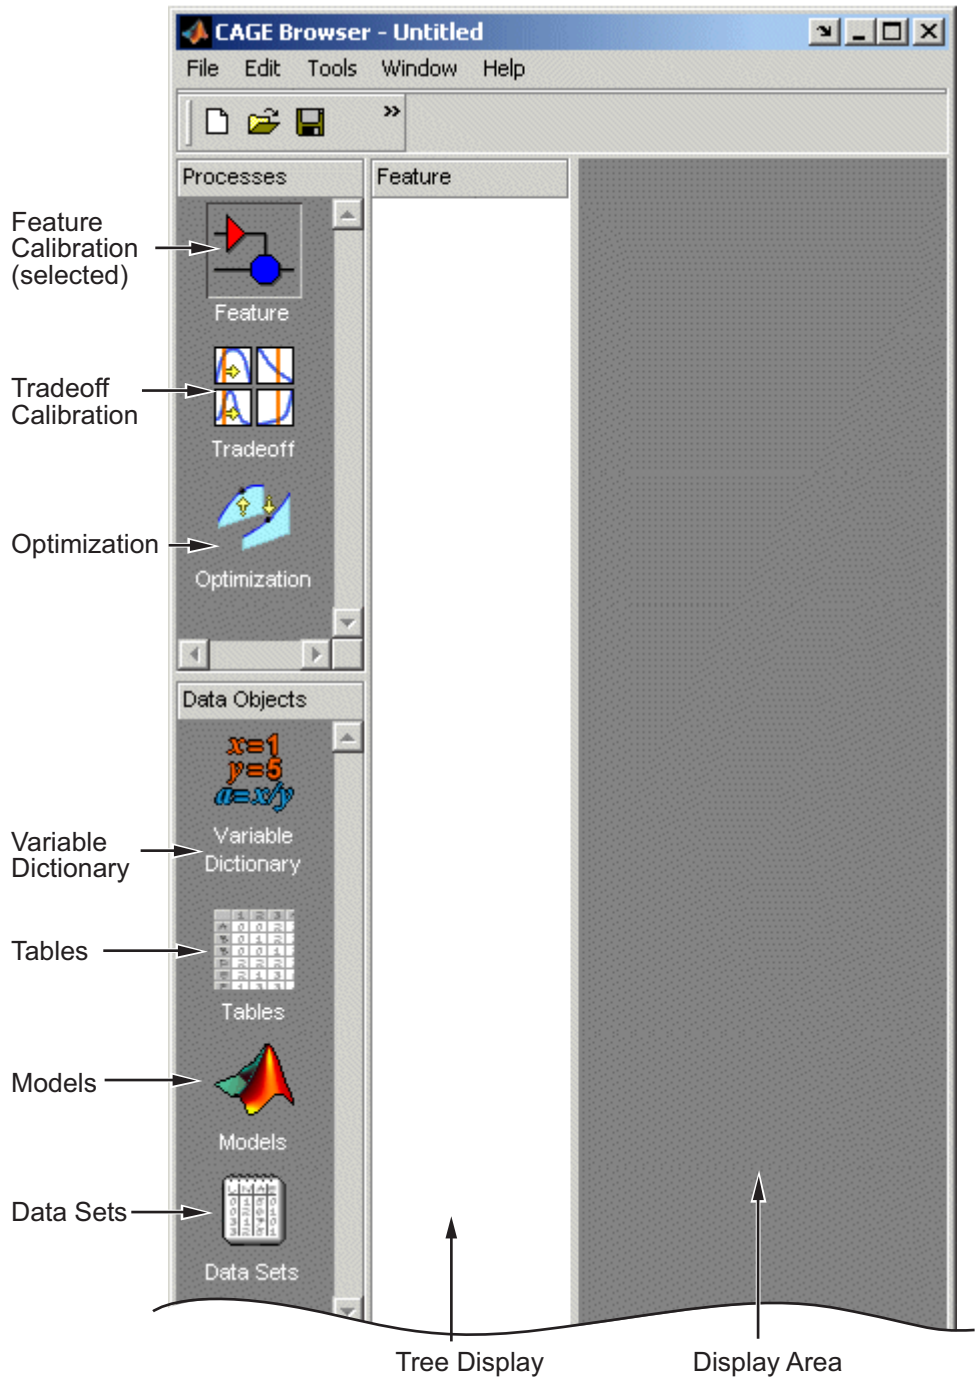 CAGE Browser - Untitled
File Edit Tools Window Help
Processes
Feature
Feature
Calibration
(selected)
Feature
Tradeoff
Calibration
Tradeoff
Optimization
Optimization
Data Objects
x=1
y=5
a=x/y
Variable
Dictionary
Variable
Dictionary
Tables
Tables
Models
Models
Data Sets
Data Sets
Tree Display
Display Area